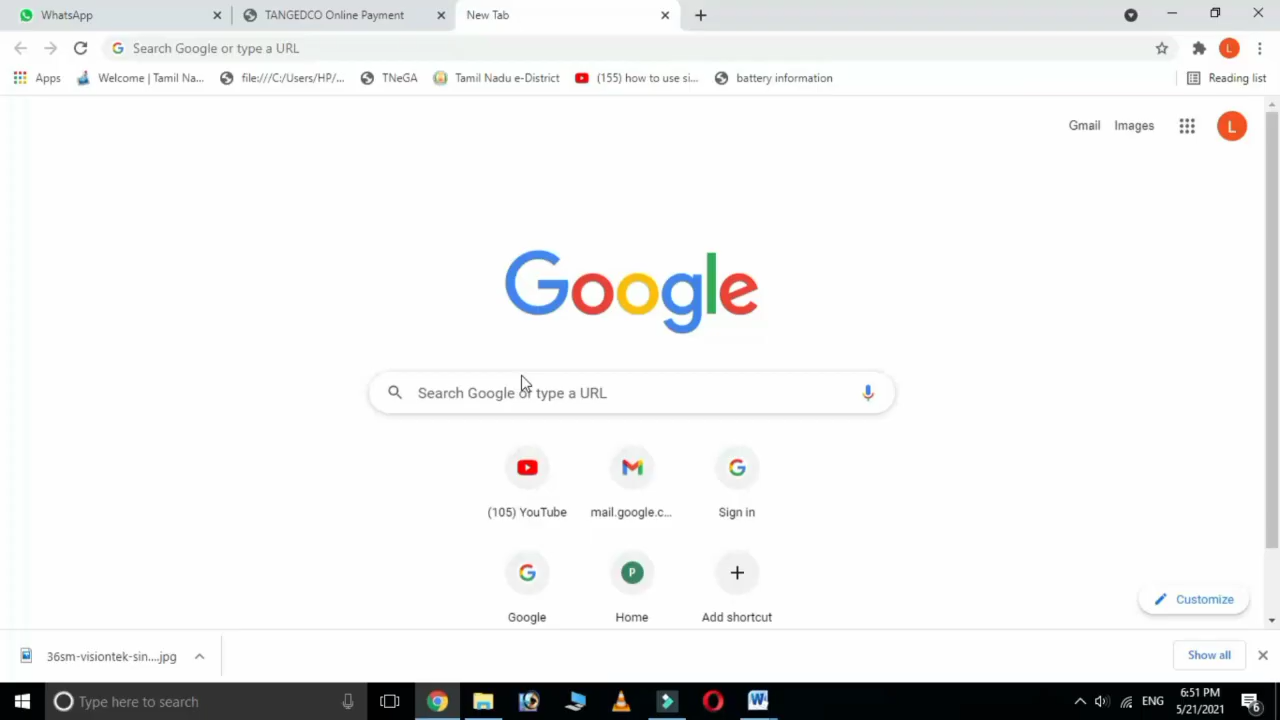 WhatsApp
TANGEDCO Online Payment
New Tab
Search Google or type a URL
Apps
Welcome | Tamil Na...
file:///C:/Users/HP/...
TNeGA
Tamil Nadu e-District
(155) how to use si...
battery information
Reading list
Gmail
Images
L
L
Google
Search Google or type a URL
(105) YouTube
mail.google.c...
Sign in
P
Google
Home
Add shortcut
Customize
36sm-visiontek-sin....jpg
Show all
Type here to search
ENG
6:51 PM
5/21/2021
6